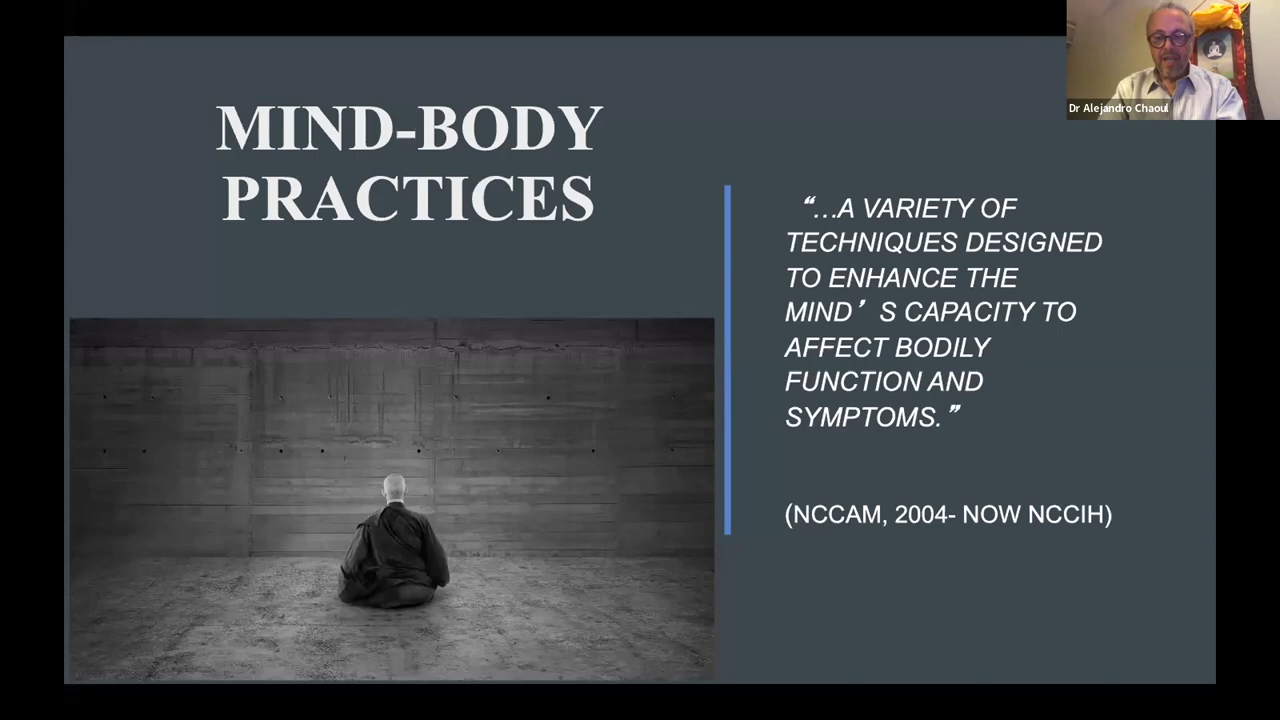 Dr Alejandro Chaoul
MIND-BODY
PRACTICES
“...A VARIETY OF
TECHNIQUES DESIGNED
TO ENHANCE THE
MIND’ S CAPACITY TO
AFFECT BODILY
FUNCTION AND
SYMPTOMS.”
(NCCAM, 2004- NOW NCCIH)